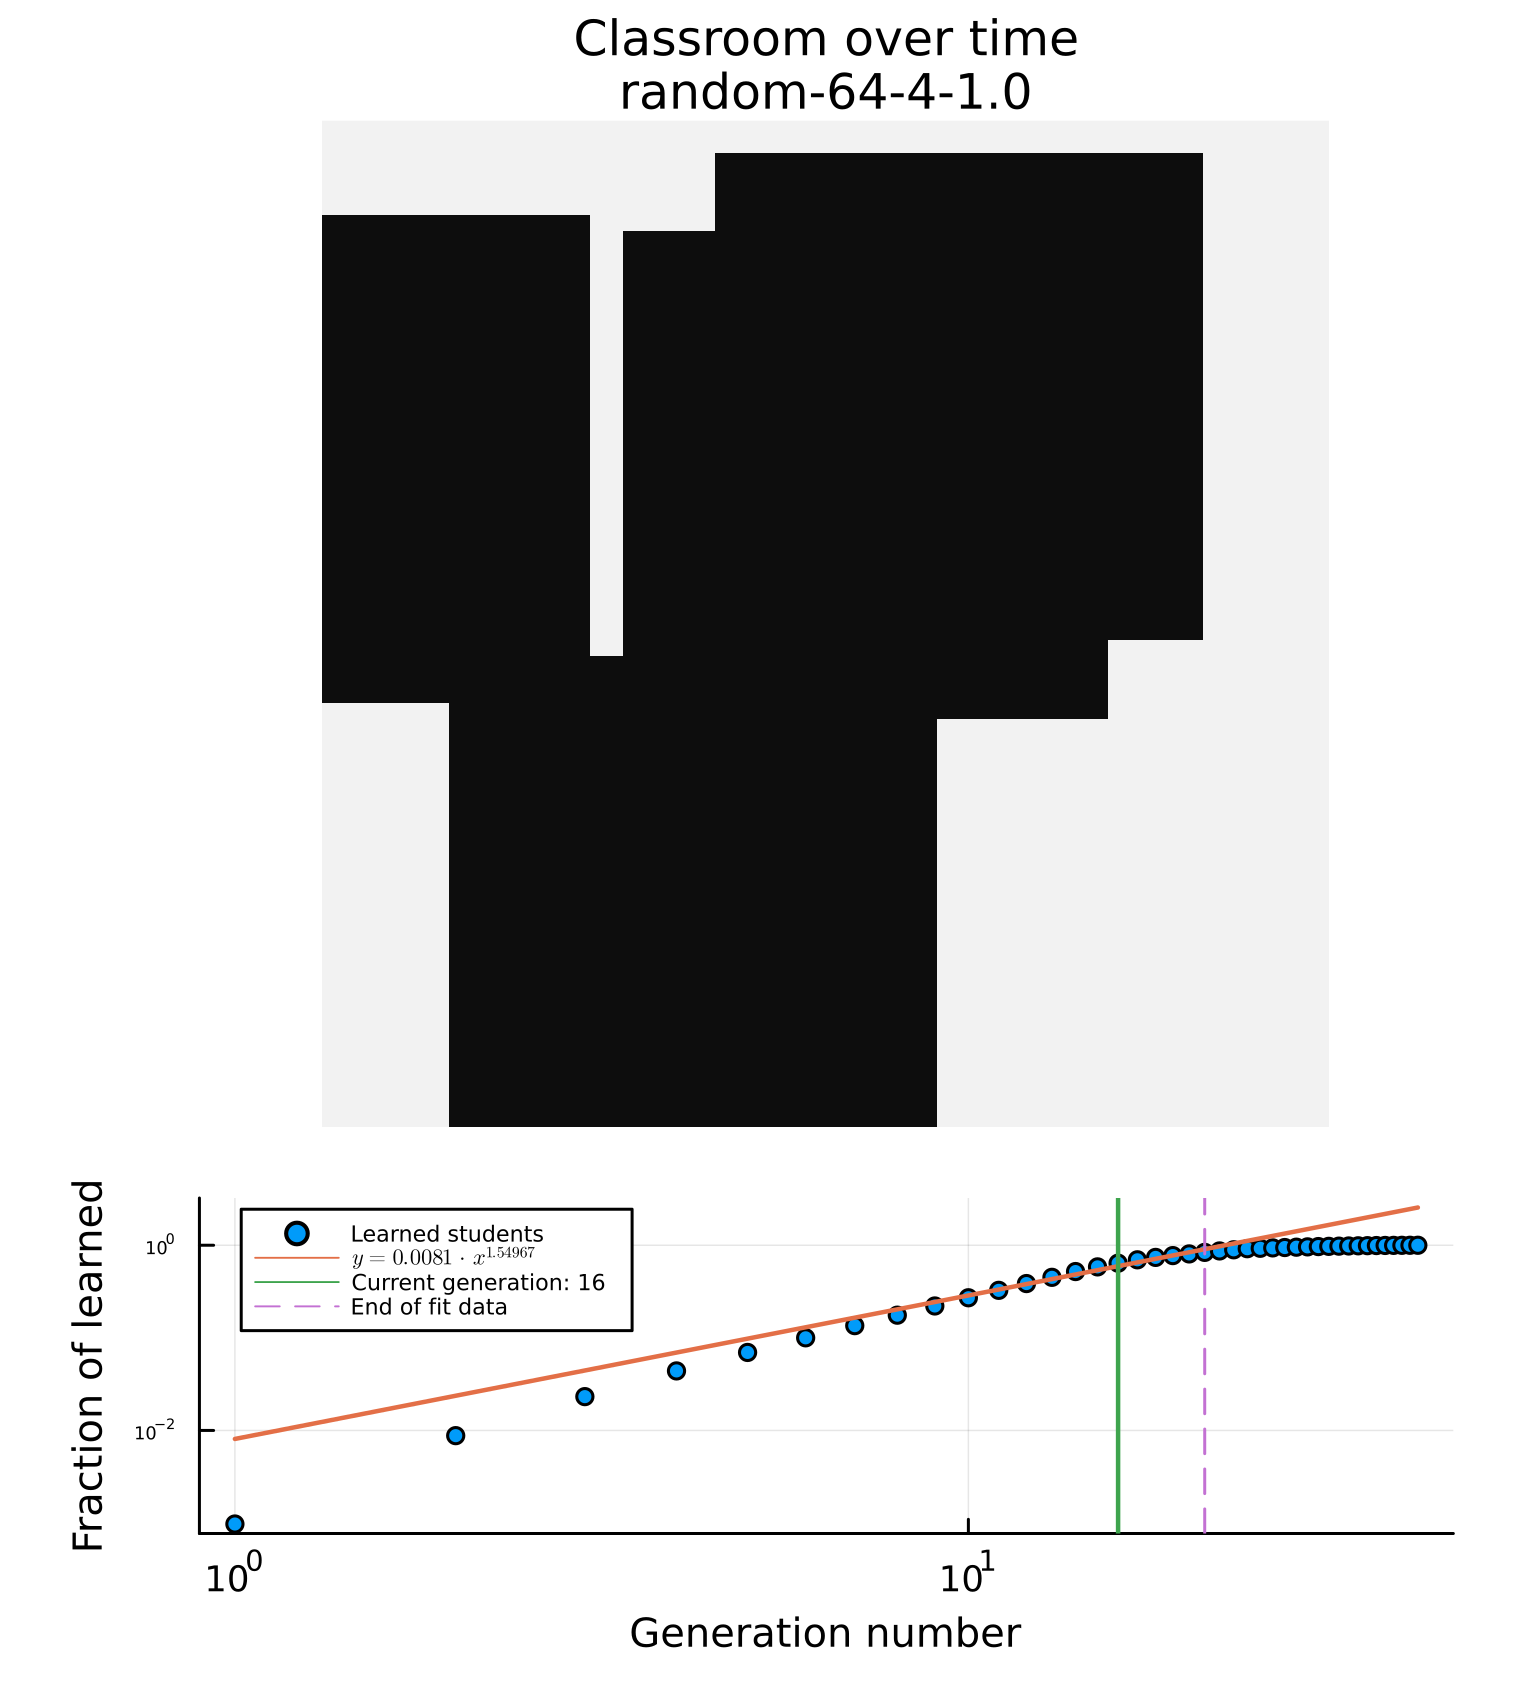 Classroom over time
random-64-4-1.0
Fraction of learned
10^0
10^-2
Learned students
y = 0.0081 · x^1.54967
Current generation: 16
End of fit data
10^0
10^1
Generation number